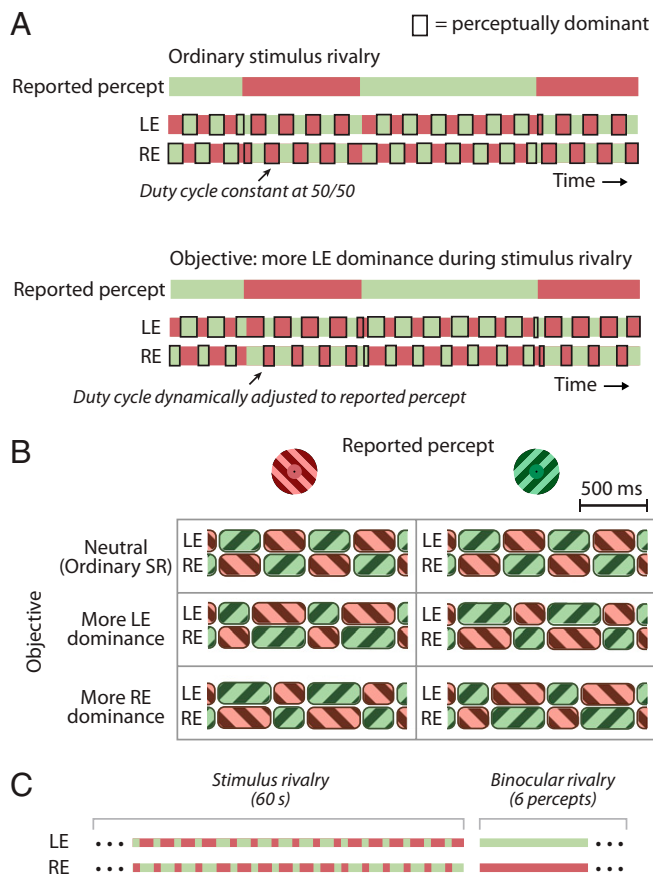 A
= perceptually dominant
Ordinary stimulus rivalry
Reported percept
LE
RE
Duty cycle constant at 50/50
Time
Objective: more LE dominance during stimulus rivalry
Reported percept
LE
RE
Time
Duty cycle dynamically adjusted to reported percept
B
Reported percept
500 ms
Objective
Neutral
(Ordinary SR)
LE
RE
LE
RE
More LE
dominance
LE
RE
LE
RE
More RE
dominance
LE
RE
LE
RE
C
Stimulus rivalry
(60 s)
Binocular rivalry
(6 percepts)
LE
RE